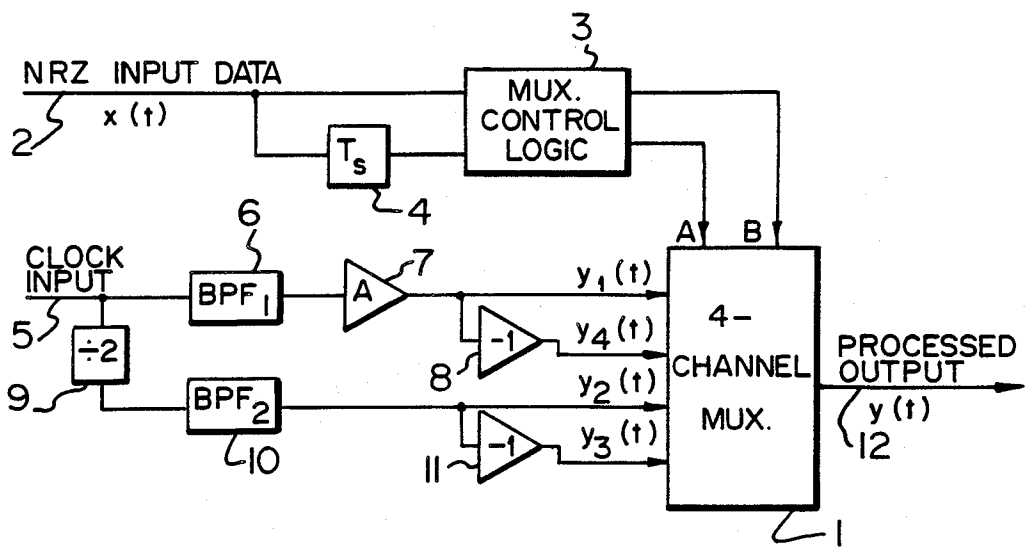 3
NRZ INPUT DATA
x (t)
2
MUX.
CONTROL
LOGIC
Ts
4
6
CLOCK
INPUT
5
BPF1
7
A
A B
y1 (t)
4-
CHANNEL
MUX.
-1
8
y4 (t)
÷2
9
BPF2
10
y2 (t)
-1
11
y3 (t)
PROCESSED
OUTPUT
y (t)
12
1